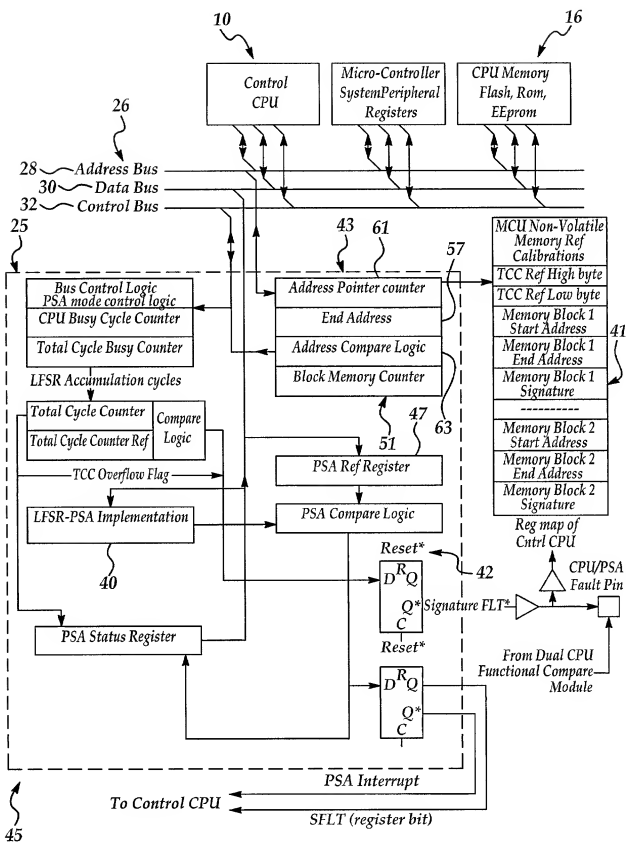 10
16
Control
CPU
Micro-Controller
SystemPeripheral
Registers
CPU Memory
Flash, Rom,
EEprom
26
28
Address Bus
30
Data Bus
32
Control Bus
25
43
61
57
MCU Non-Volatile
Memory Ref
Calibrations
TCC Ref High byte
TCC Ref Low byte
Memory Block 1
Start Address
Memory Block 1
End Address
Memory Block 1
Signature
----------
Memory Block 2
Start Address
Memory Block 2
End Address
Memory Block 2
Signature
41
Reg map of
Cntrl CPU
Bus Control Logic
PSA mode control logic
CPU Busy Cycle Counter
Total Cycle Busy Counter
Address Pointer counter
End Address
Address Compare Logic
Block Memory Counter
51
63
LFSR Accumulation cycles
Total Cycle Counter
Total Cycle Counter Ref
Compare
Logic
TCC Overflow Flag
47
PSA Ref Register
LFSR-PSA Implementation
40
PSA Compare Logic
Reset*
42
D R Q
Q*
C
Reset*
Signature FLT*
CPU/PSA
Fault Pin
From Dual CPU
Functional Compare
Module
PSA Status Register
D R Q
Q*
C
PSA Interrupt
To Control CPU
SFLT (register bit)
45